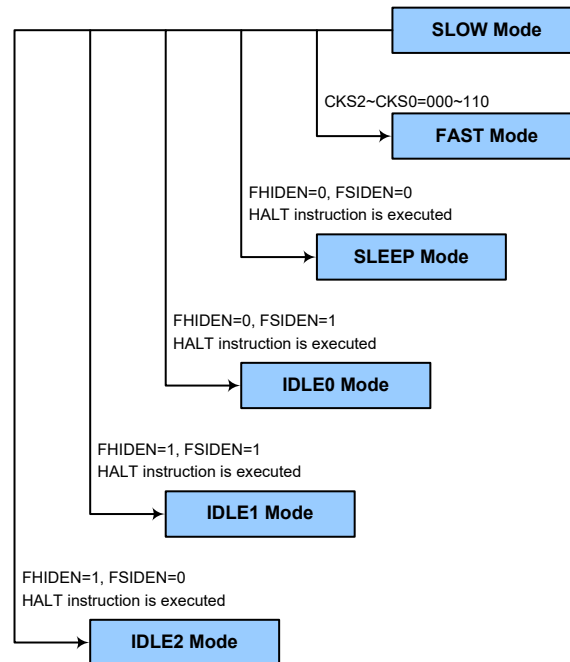 SLOW Mode
CKS2~CKS0=000~110
FAST Mode
FHIDEN=0, FSIDEN=0
HALT instruction is executed
SLEEP Mode
FHIDEN=0, FSIDEN=1
HALT instruction is executed
IDLE0 Mode
FHIDEN=1, FSIDEN=1
HALT instruction is executed
IDLE1 Mode
FHIDEN=1, FSIDEN=0
HALT instruction is executed
IDLE2 Mode